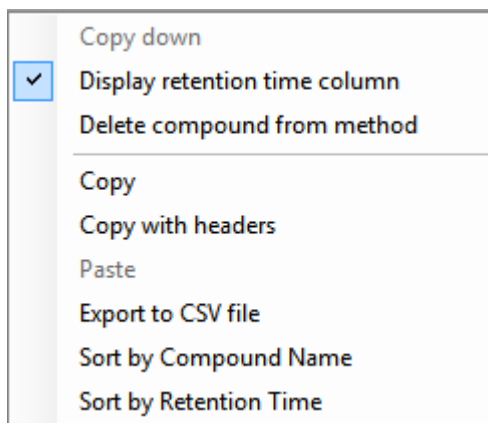 Copy down
Display retention time column
Delete compound from method
Copy
Copy with headers
Paste
Export to CSV file
Sort by Compound Name
Sort by Retention Time